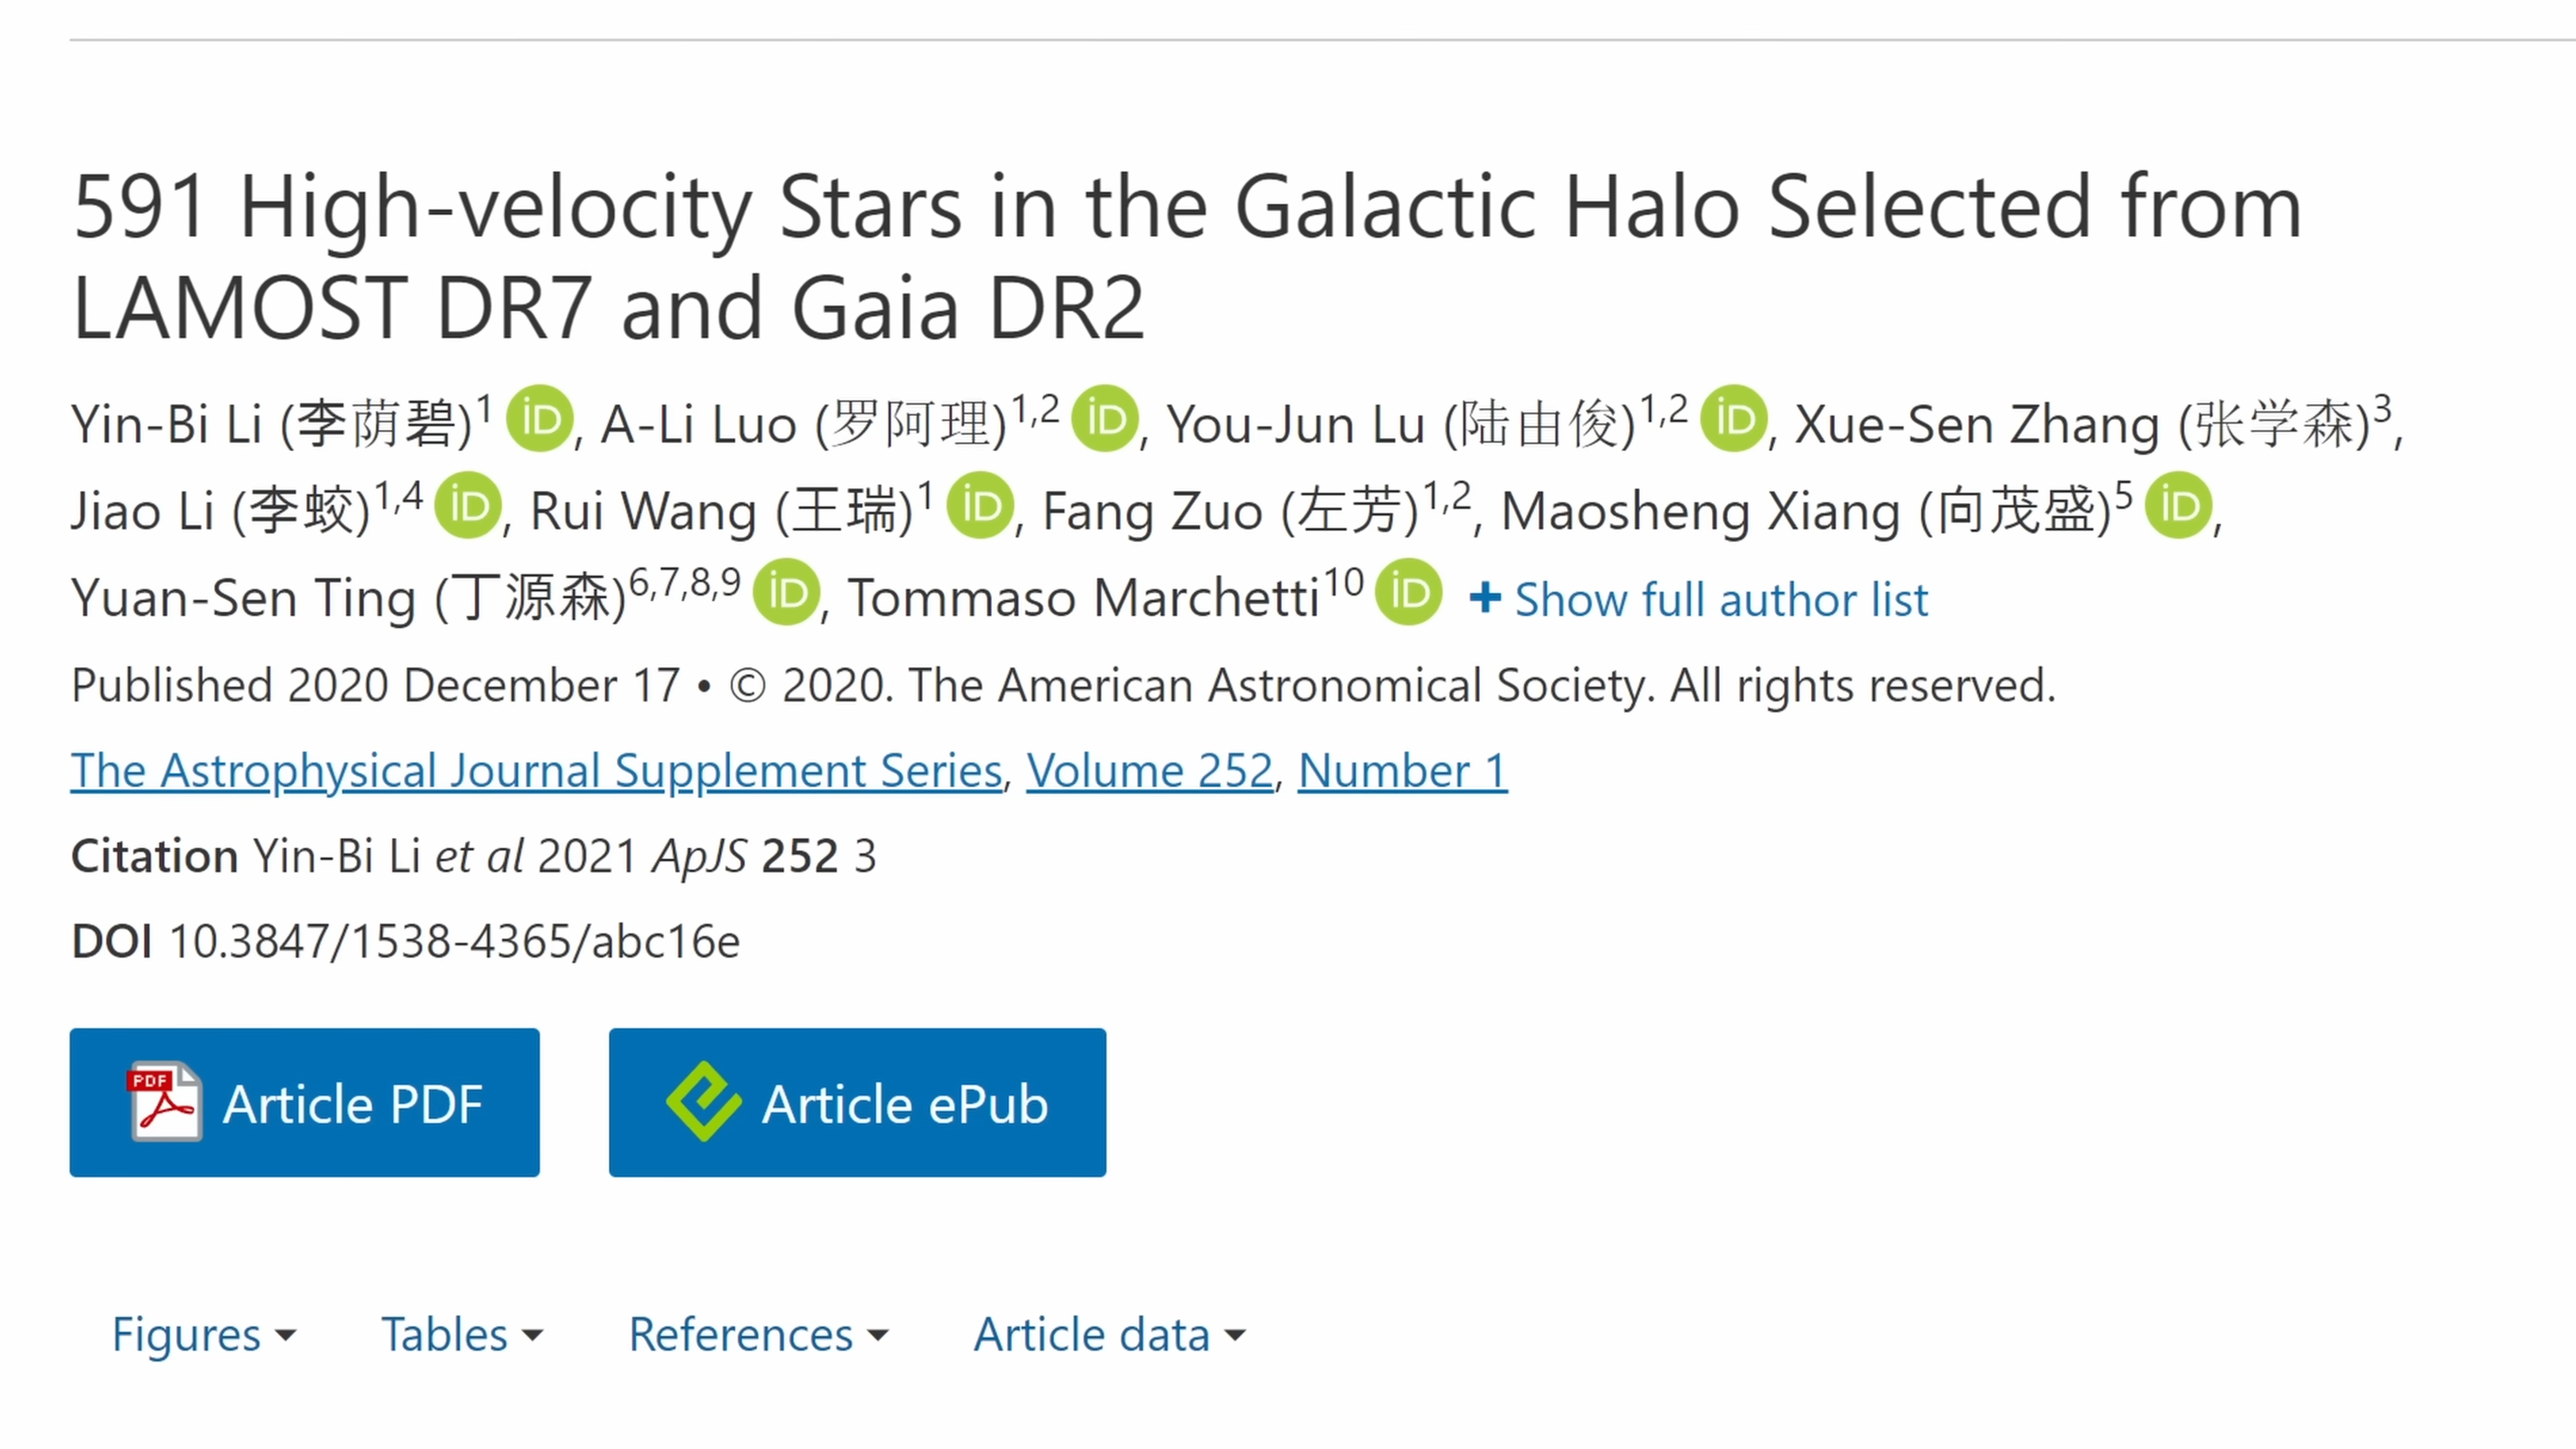 591 High-velocity Stars in the Galactic Halo Selected from
LAMOST DR7 and Gaia DR2
Yin-Bi Li (李荫碧)1 iD, A-Li Luo (罗阿理)1,2 iD, You-Jun Lu (陆由俊)1,2 iD, Xue-Sen Zhang (张学森)3,
Jiao Li (李蛟)1,4 iD, Rui Wang (王瑞)1 iD, Fang Zuo (左芳)1,2, Maosheng Xiang (向茂盛)5 iD,
Yuan-Sen Ting (丁源森)6,7,8,9 iD, Tommaso Marchetti10 iD + Show full author list
Published 2020 December 17 • © 2020. The American Astronomical Society. All rights reserved.
The Astrophysical Journal Supplement Series, Volume 252, Number 1
Citation Yin-Bi Li et al 2021 ApJS 252 3
DOI 10.3847/1538-4365/abc16e
PDF Article PDF
Article ePub
Figures
Tables
References
Article data